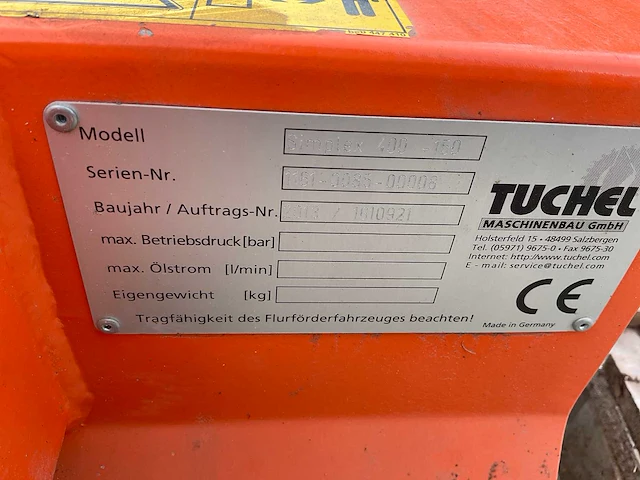 Modell
Serien-Nr.
Baujahr / Auftrags-Nr. / 1010921
max. Betriebsdruck[bar]
max. Ölstrom [l/min]
Eigengewicht [kg]
Tragfähigkeit des Flurförderfahrzeuges beachten!
TUCHEL
MASCHINENBAU GmbH
Holsterfeld 15 • 48499 Salzbergen
Tel. (05971) 9675-0 • Fax 9675-30
Internet: http://www.tuchel.com
E - mail: service@tuchel.com
CE
Made in Germany